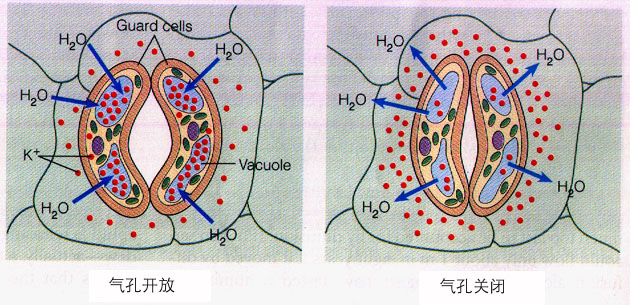 Guard cells
H₂O
H₂O
H₂O
K⁺
Vacuole
H₂O
H₂O
气孔开放
H₂O
H₂O
H₂O
H₂O
H₂O
气孔关闭